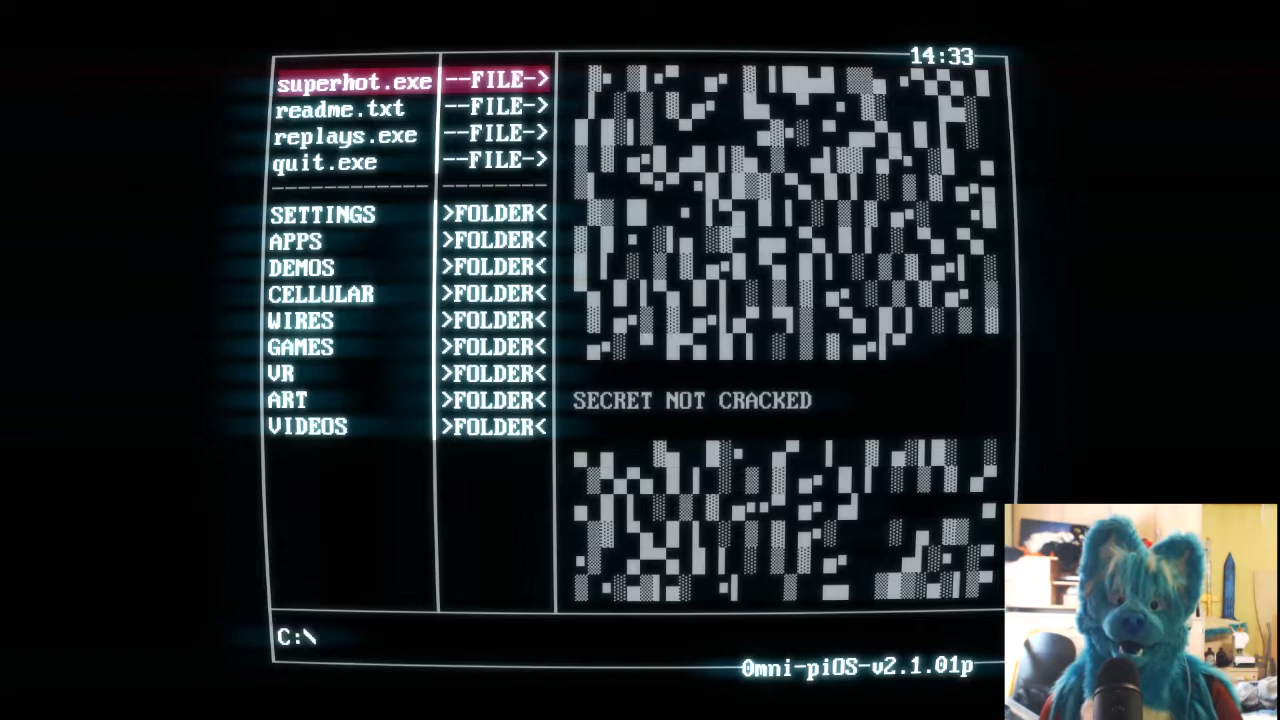 14:33
superhot.exe --FILE->
readme.txt --FILE->
replays.exe --FILE->
quit.exe --FILE->
SETTINGS >FOLDER<
APPS >FOLDER<
DEMOS >FOLDER<
CELLULAR >FOLDER<
WIRES >FOLDER<
GAMES >FOLDER<
VR >FOLDER<
ART >FOLDER<
SECRET NOT CRACKED
VIDEOS >FOLDER<
C:\
0mni-piOS-v2.1.01p